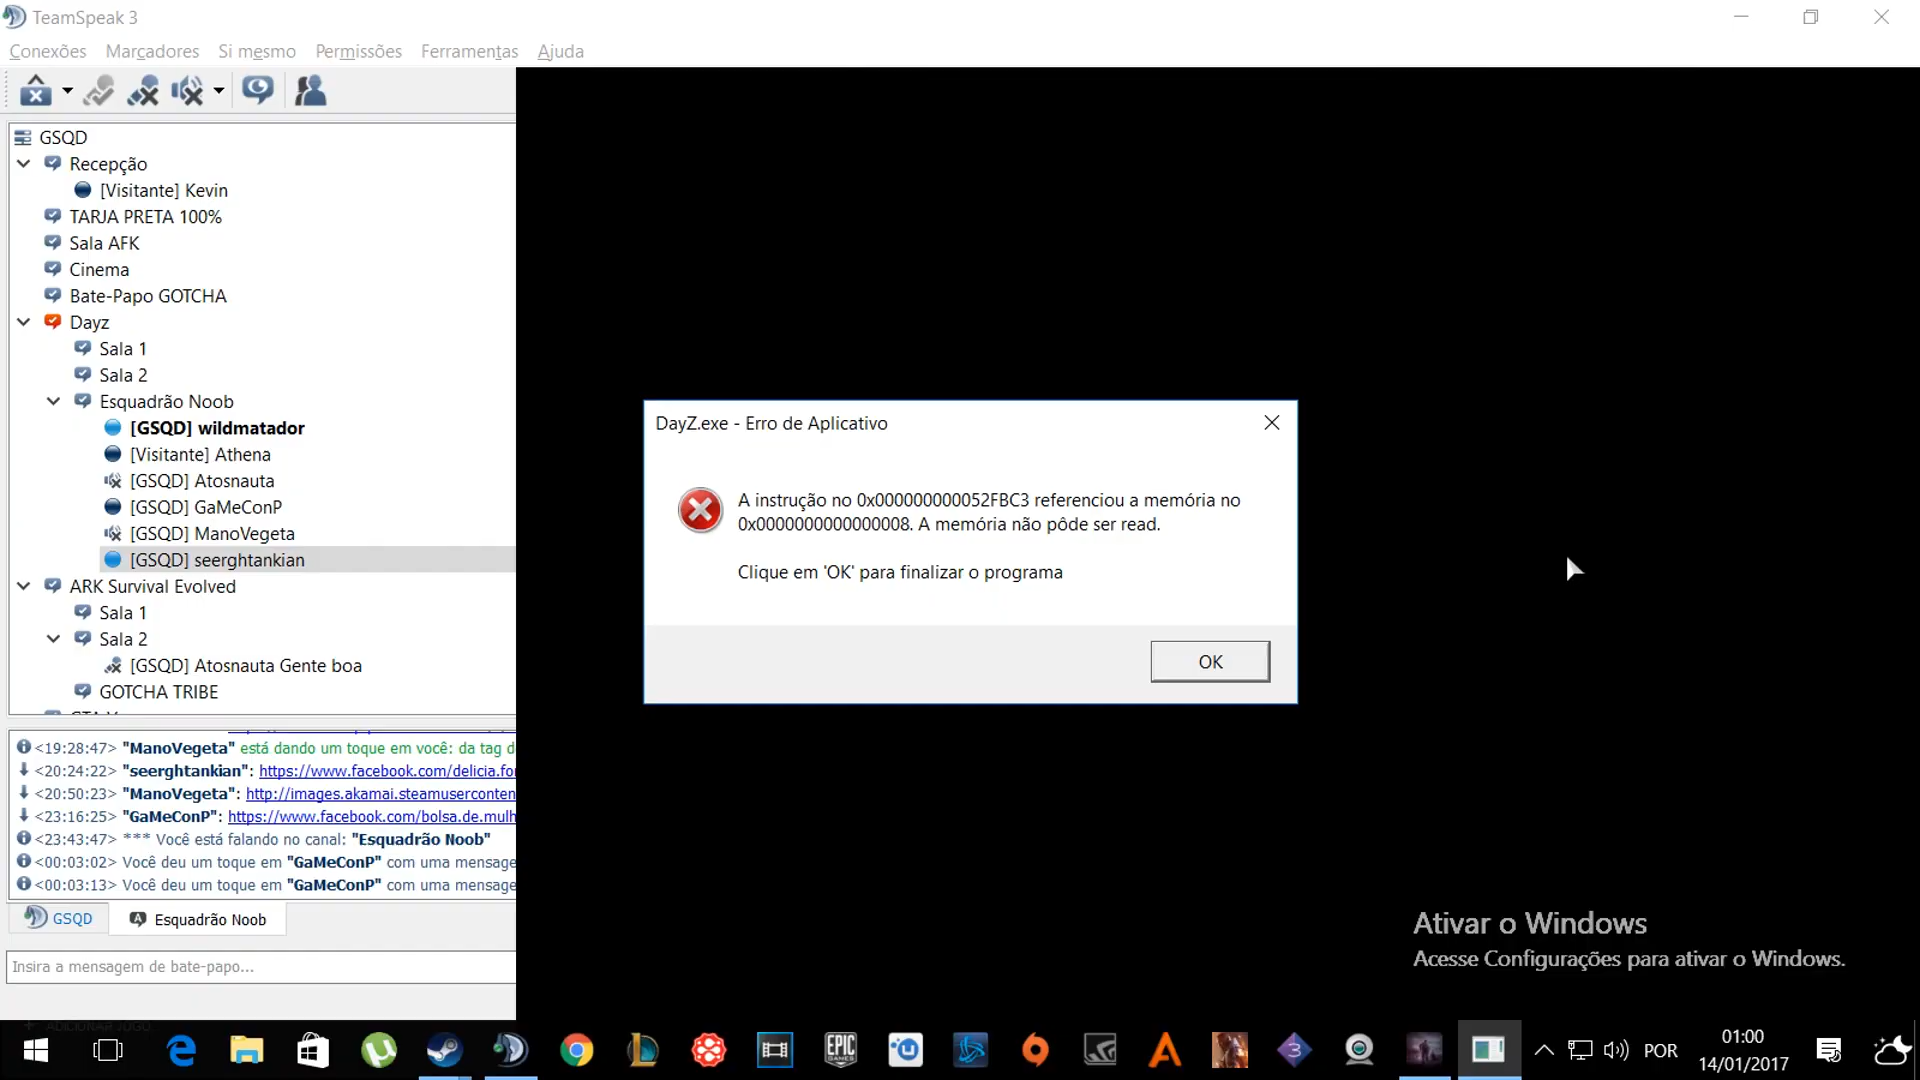 TeamSpeak 3
Conexões Marcadores Si mesmo Permissões Ferramentas Ajuda
GSQD
Recepção
[Visitante] Kevin
TARJA PRETA 100%
Sala AFK
Cinema
Bate-Papo GOTCHA
Dayz
Sala 1
Sala 2
Esquadrão Noob
[GSQD] wildmatador
[Visitante] Athena
[GSQD] Atosnauta
[GSQD] GaMeConP
[GSQD] ManoVegeta
[GSQD] seerghtankian
ARK Survival Evolved
Sala 1
Sala 2
[GSQD] Atosnauta Gente boa
GOTCHA TRIBE
<19:28:47> "ManoVegeta" está dando um toque em você: da tag d
<20:24:22> "seerghtankian": https://www.facebook.com/delicia.fo
<20:50:23> "ManoVegeta": http://images.akamai.steamuserconten
<23:16:25> "GaMeConP": https://www.facebook.com/bolsa.de.mulh
<23:43:47> *** Você está falando no canal: "Esquadrão Noob"
<00:03:02> Você deu um toque em "GaMeConP" com uma mensage
<00:03:13> Você deu um toque em "GaMeConP" com uma mensage
GSQD
Esquadrão Noob
Insira a mensagem de bate-papo...
DayZ.exe - Erro de Aplicativo
A instrução no 0x000000000052FBC3 referenciou a memória no
0x0000000000000008. A memória não pôde ser read.
Clique em 'OK' para finalizar o programa
OK
Ativar o Windows
Acesse Configurações para ativar o Windows.
+ ADICIONAR JOGO
EPIC
GAMES
3
POR
01:00
14/01/2017